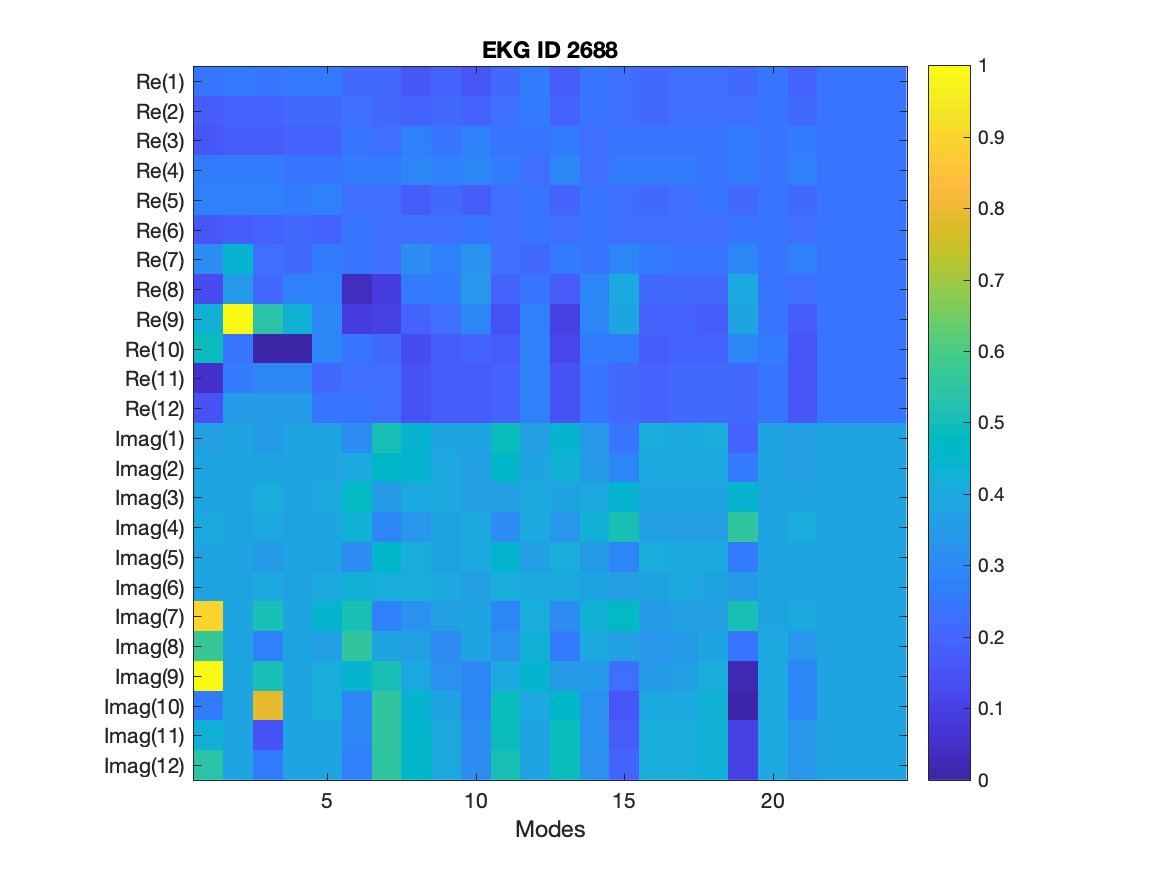 EKG ID 2688
Re(1)
Re(2)
Re(3)
Re(4)
Re(5)
Re(6)
Re(7)
Re(8)
Re(9)
Re(10)
Re(11)
Re(12)
Imag(1)
Imag(2)
Imag(3)
Imag(4)
Imag(5)
Imag(6)
Imag(7)
Imag(8)
Imag(9)
Imag(10)
Imag(11)
Imag(12)
5 10 15 20
Modes
1
0.9
0.8
0.7
0.6
0.5
0.4
0.3
0.2
0.1
0